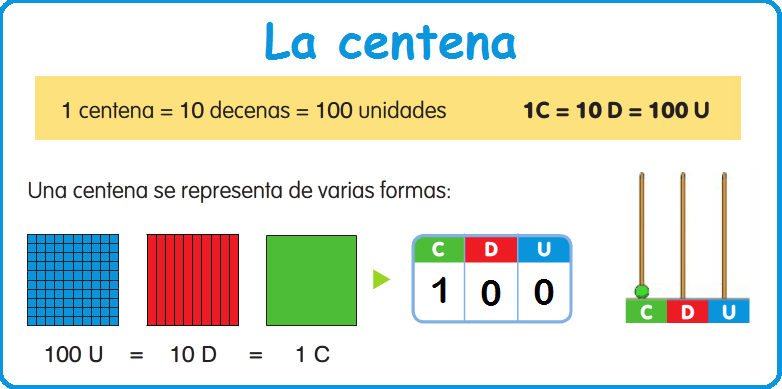 La centena
1 centena = 10 decenas = 100 unidades 1C = 10 D = 100 U
Una centena se representa de varias formas:
C D U
1 0 0
C D U
100 U = 10 D = 1 C